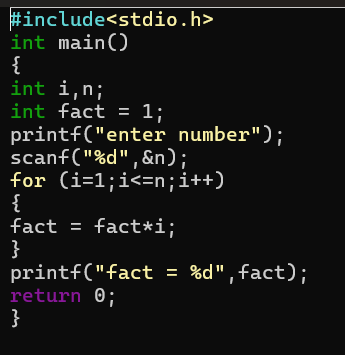 #include<stdio.h>
int main()
{
int i,n;
int fact = 1;
printf("enter number");
scanf("%d",&n);
for (i=1;i<=n;i++)
{
fact = fact*i;
}
printf("fact = %d",fact);
return 0;
}